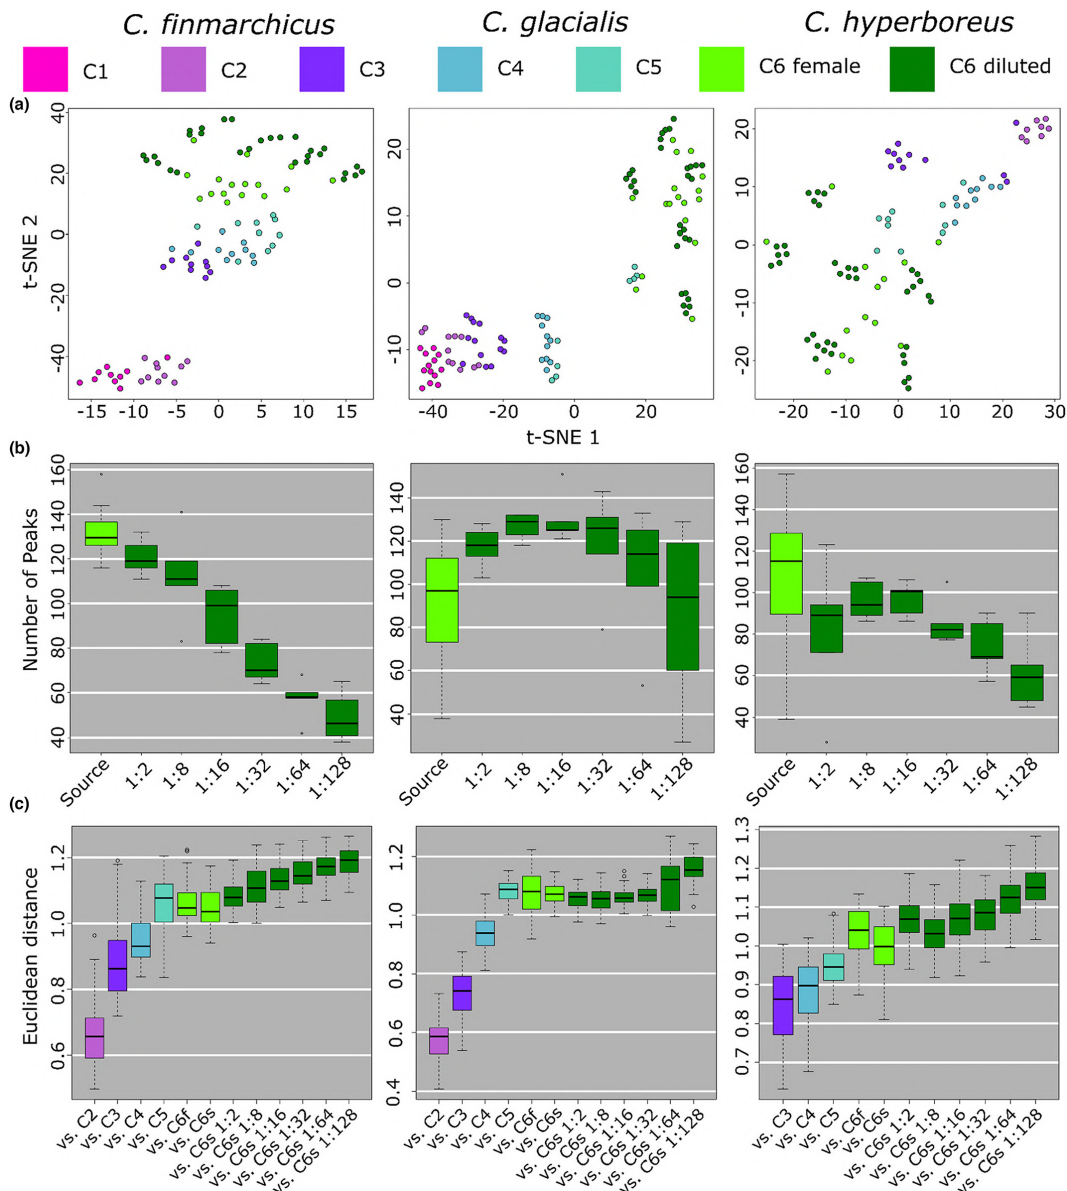 C. finmarchicus
C. glacialis
C. hyperboreus
C1
C2
C3
C4
C5
C6 female
C6 diluted
(a)
t-SNE 2
40
20
0
-20
-40
-15
-10
-5
0
5
10
15
20
10
0
-10
-40
-20
0
20
20
10
0
-10
-20
-20
-10
0
10
20
30
t-SNE 1
(b)
Number of Peaks
160
140
120
100
80
60
40
Source
1:2
1:8
1:16
1:32
1:64
1:128
140
120
100
80
60
40
Source
1:2
1:8
1:16
1:32
1:64
1:128
160
140
120
100
80
60
40
Source
1:2
1:8
1:16
1:32
1:64
1:128
(c)
Euclidean distance
1.2
1.0
0.8
0.6
vs. C2
vs. C3
vs. C4
vs. C5
vs. C6f
vs. C6s
vs. C6s 1:2
vs. C6s 1:8
vs. C6s 1:16
vs. C6s 1:32
vs. C6s 1:64
vs. C6s 1:128
1.2
1.0
0.8
0.6
0.4
vs. C2
vs. C3
vs. C4
vs. C5
vs. C6f
vs. C6s
vs. C6s 1:2
vs. C6s 1:8
vs. C6s 1:16
vs. C6s 1:32
vs. C6s 1:64
vs. C6s 1:128
1.3
1.2
1.1
1.0
0.9
0.8
0.7
vs. C3
vs. C4
vs. C5
vs. C6f
vs. C6s
vs. C6s 1:2
vs. C6s 1:8
vs. C6s 1:16
vs. C6s 1:32
vs. C6s 1:64
vs. C6s 1:128